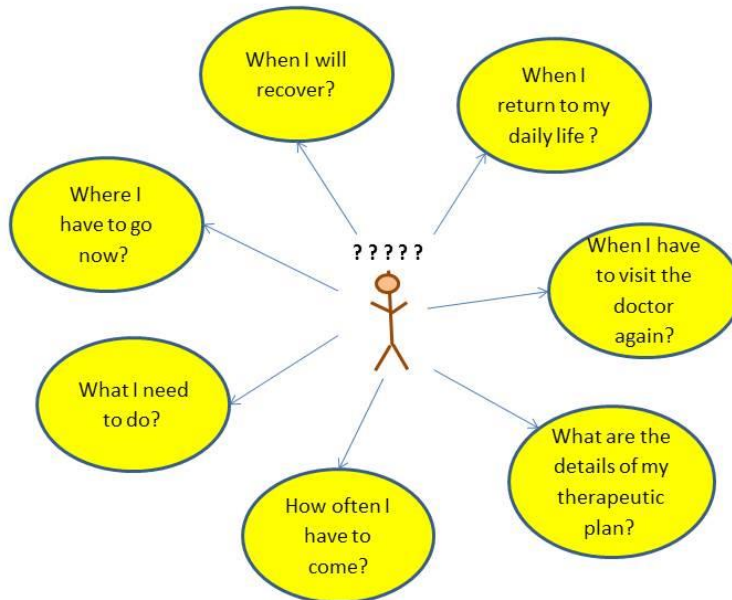 When I will
recover?
When I
return to my
daily life ?
Where I
have to go
now?
? ? ? ? ?
When I have
to visit the
doctor
again?
What I need
to do?
What are the
details of my
therapeutic
plan?
How often I
have to
come?